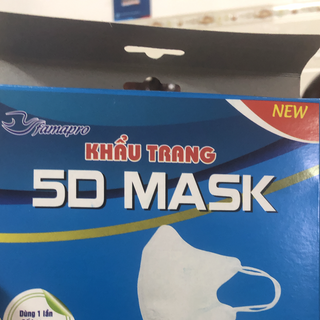 NEW
famapro
KHẨU TRANG
5D MASK
Dùng 1 lần